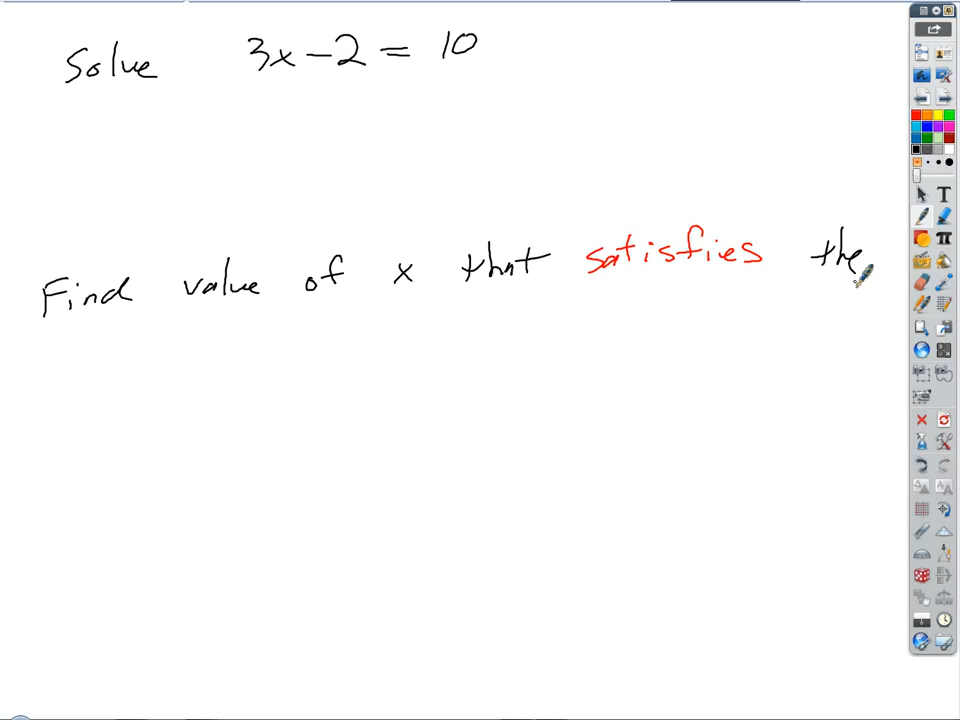 Solve 3x - 2 = 10
Find value of x that satisfies the